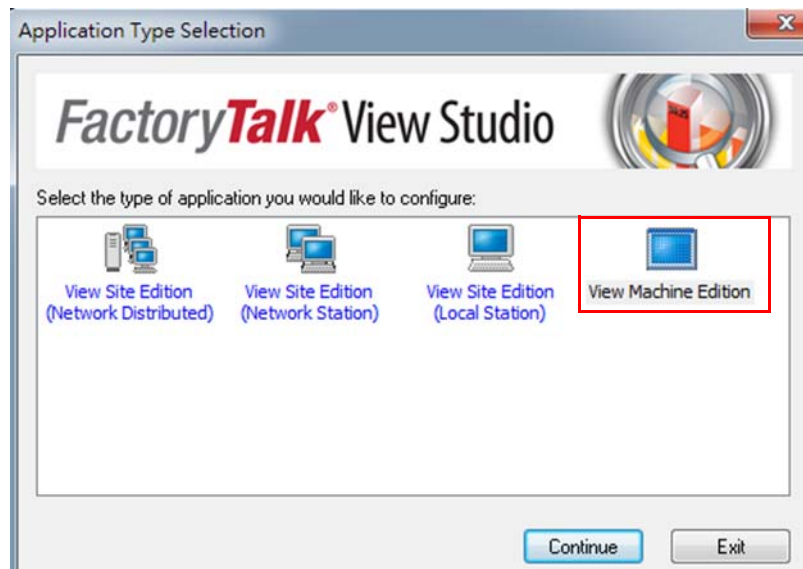 Application Type Selection
FactoryTalk® View Studio
Select the type of application you would like to configure:
View Site Edition
(Network Distributed)
View Site Edition
(Network Station)
View Site Edition
(Local Station)
View Machine Edition
Continue
Exit